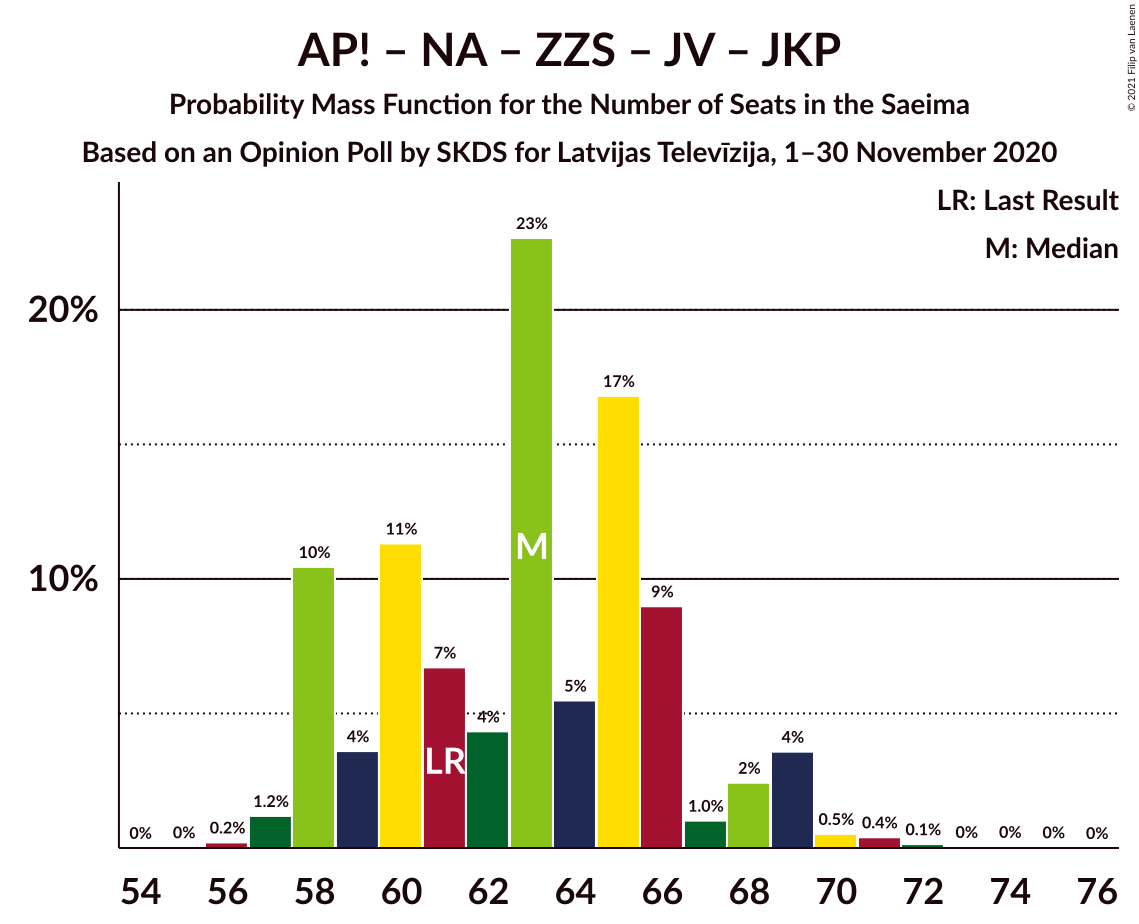 AP! – NA – ZZS – JV – JKP
Probability Mass Function for the Number of Seats in the Saeima
Based on an Opinion Poll by SKDS for Latvijas Televīzija, 1–30 November 2020
© 2021 Filip van Laenen
LR: Last Result
M: Median
20%
10%
0%
0%
0.2%
1.2%
10%
4%
11%
7%
4%
23%
5%
17%
9%
1.0%
2%
4%
0.5%
0.4%
0.1%
0%
0%
0%
0%
LR
M
54 56 58 60 62 64 66 68 70 72 74 76